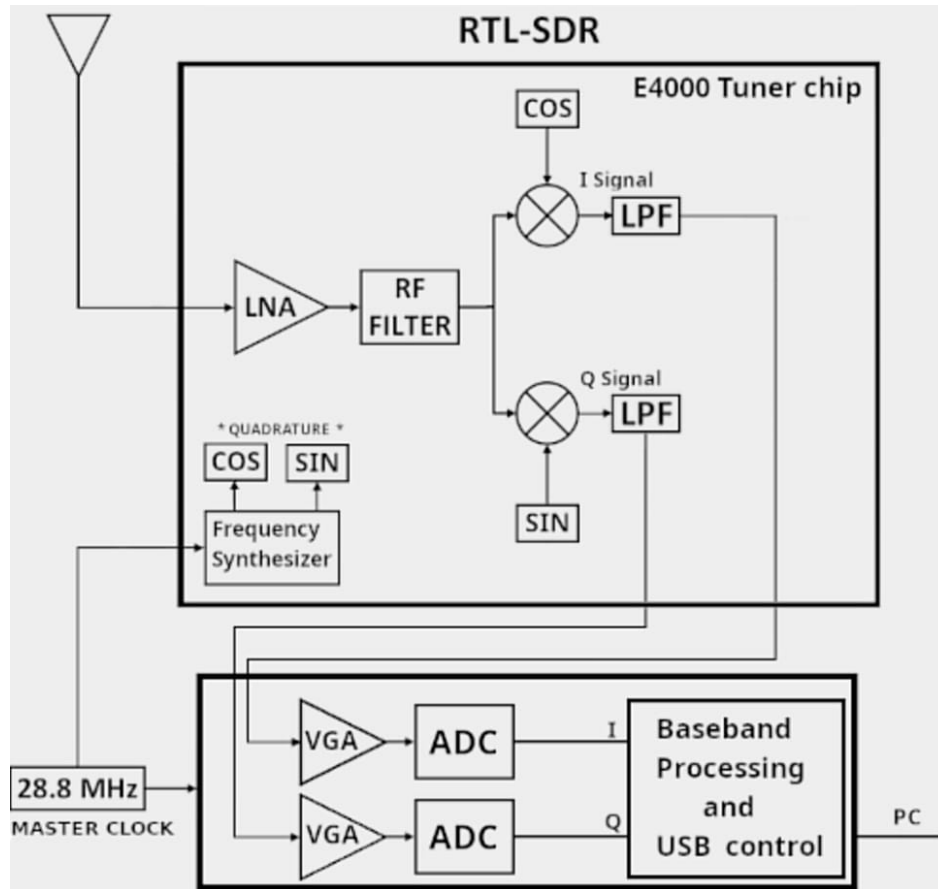 RTL-SDR
E4000 Tuner chip
COS
I Signal
LPF
LNA
RF
FILTER
Q Signal
LPF
* QUADRATURE *
COS
SIN
SIN
Frequency
Synthesizer
VGA
ADC
I
Baseband
Processing
and
USB control
28.8 MHz
MASTER CLOCK
VGA
ADC
Q
PC